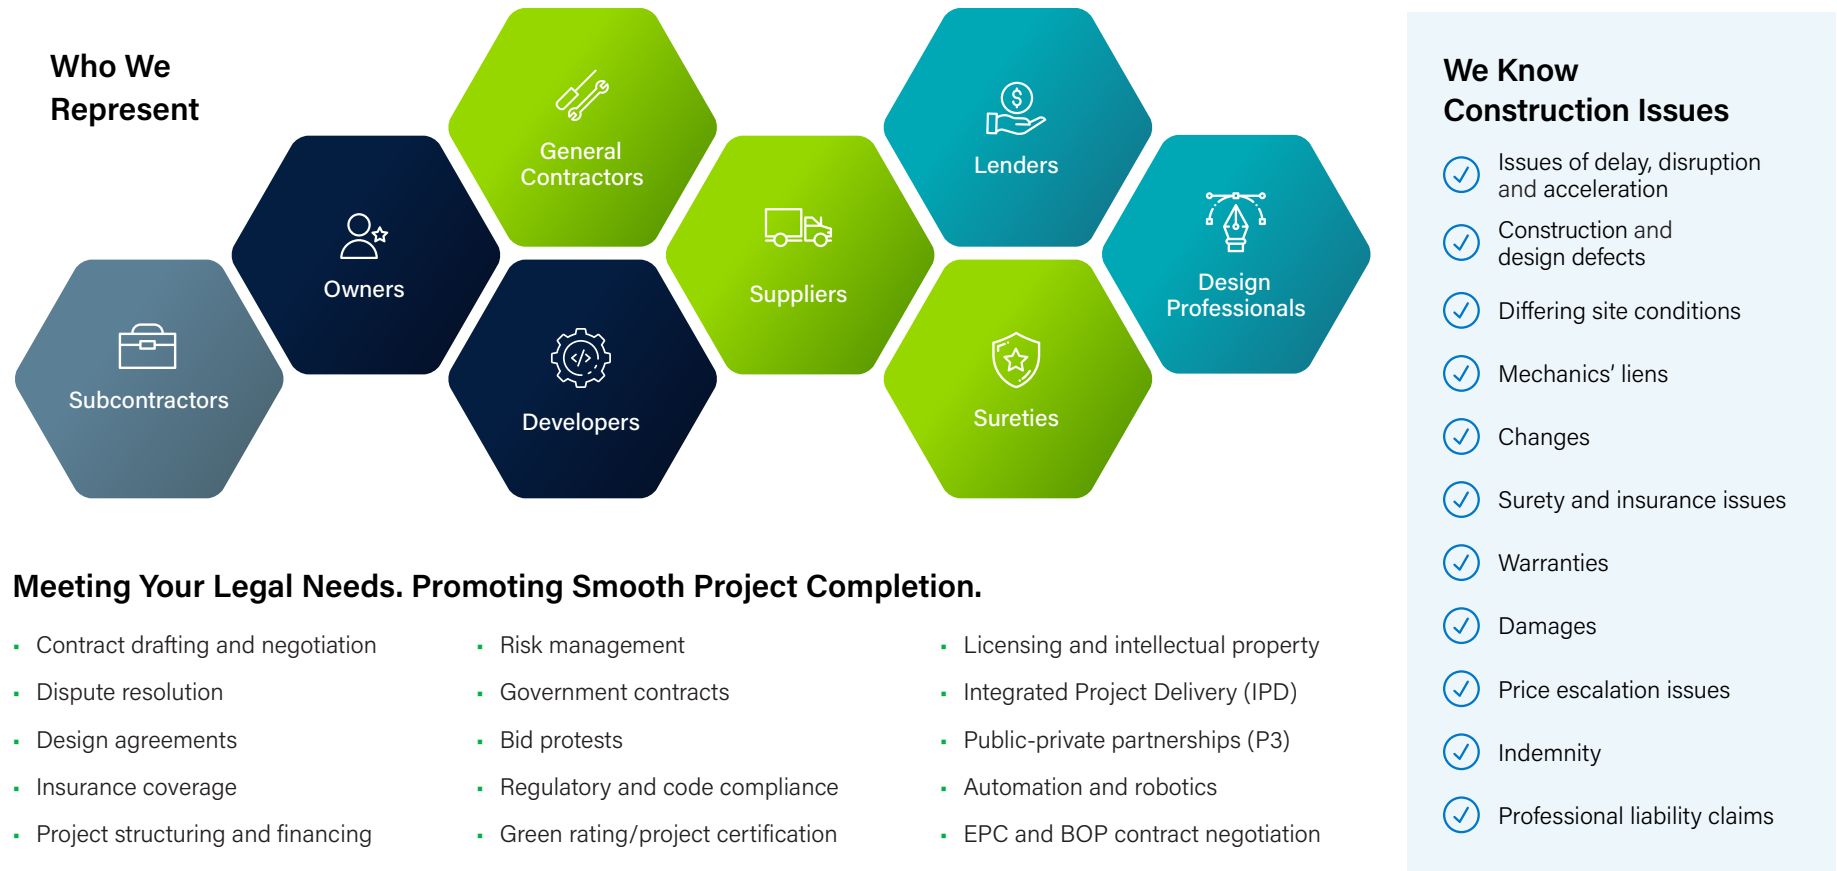 Who We
Represent
General
Contractors
Lenders
Owners
Suppliers
Design
Professionals
Subcontractors
Developers
Sureties
Meeting Your Legal Needs. Promoting Smooth Project Completion.
▪ Contract drafting and negotiation
▪ Dispute resolution
▪ Design agreements
▪ Insurance coverage
▪ Project structuring and financing
▪ Risk management
▪ Government contracts
▪ Bid protests
▪ Regulatory and code compliance
▪ Green rating/project certification
▪ Licensing and intellectual property
▪ Integrated Project Delivery (IPD)
▪ Public-private partnerships (P3)
▪ Automation and robotics
▪ EPC and BOP contract negotiation
We Know
Construction Issues
Issues of delay, disruption
and acceleration
Construction and
design defects
Differing site conditions
Mechanics’ liens
Changes
Surety and insurance issues
Warranties
Damages
Price escalation issues
Indemnity
Professional liability claims